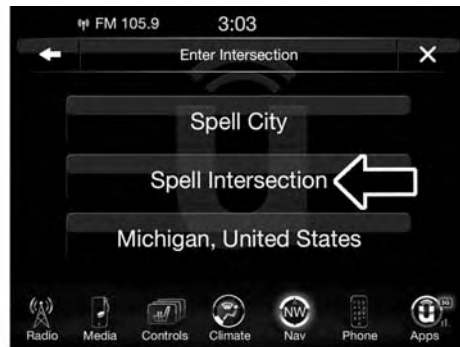 FM 105.9 3:03
Enter Intersection
Spell City
Spell Intersection
Michigan, United States
NW
3G
Radio Media Controls Climate Nav Phone Apps